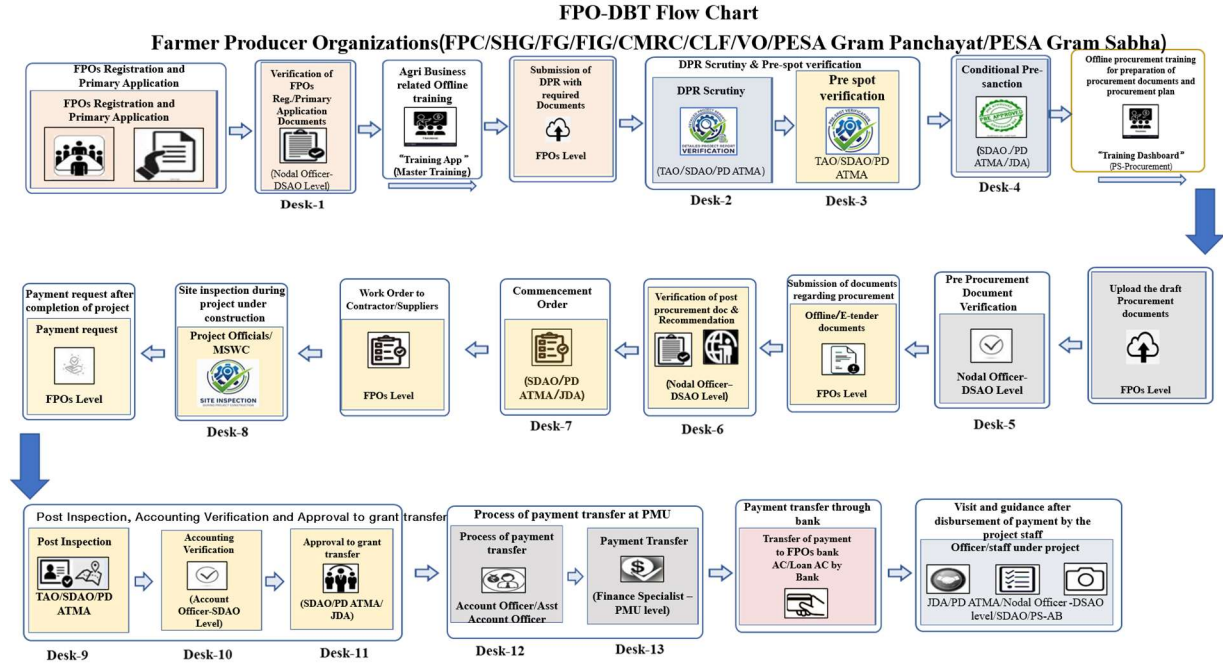 FPO-DBT Flow Chart
Farmer Producer Organizations(FPC/SHG/FG/FIG/CMRC/CLF/VO/PESA Gram Panchayat/PESA Gram Sabha)
FPOs Registration and
Primary Application
FPOs Registration and
Primary Application
Verification of
FPOs
Reg./Primary
Application
Documents
(Nodal Officer-
DSAO Level)
Desk-1
Agri Business
related Offline
training
“Training App ”
(Master Training)
Submission of
DPR with
required
Documents
FPOs Level
DPR Scrutiny & Pre-spot verification
DPR Scrutiny
DETAILED PROJECT REPORT
VERIFICATION
(TAO/SDAO/PD ATMA)
Desk-2
Pre spot
verification
TAO/SDAO/PD
ATMA
Desk-3
Conditional Pre-
sanction
PRE APPROVED
(SDAO /PD
ATMA/JDA)
Desk-4
Offline procurement training
for preparation of
procurement documents and
procurement plan
“Training Dashboard”
(PS-Procurement)
Upload the draft
Procurement
documents
FPOs Level
Pre Procurement
Document
Verification
Nodal Officer-
DSAO Level
Desk-5
Submission of documents
regarding procurement
Offline/E-tender
documents
FPOs Level
Verification of post
procurement doc &
Recommendation
(Nodal Officer–
DSAO Level)
Desk-6
Commencement
Order
(SDAO/PD
ATMA/JDA)
Desk-7
Work Order to
Contractor/Suppliers
FPOs Level
Site inspection during
project under
construction
Project Officials/
MSWC
SITE INSPECTION
Desk-8
Payment request after
completion of project
Payment request
FPOs Level
Post Inspection, Accounting Verification and Approval to grant transfer
Post Inspection
TAO/SDAO/PD
ATMA
Desk-9
Accounting
Verification
(Account
Officer-SDAO
Level)
Desk-10
Approval to grant
transfer
(SDAO/PD ATMA/
JDA)
Desk-11
Process of payment transfer at PMU
Process of payment
transfer
Account Officer/Asst
Account Officer
Desk-12
Payment Transfer
(Finance Specialist –
PMU level)
Desk-13
Payment transfer through
bank
Transfer of payment
to FPOs bank
AC/Loan AC by
Bank
Visit and guidance after
disbursement of payment by the
project staff
Officer/staff under project
JDA/PD ATMA/Nodal Officer -DSAO
level/SDAO/PS-AB